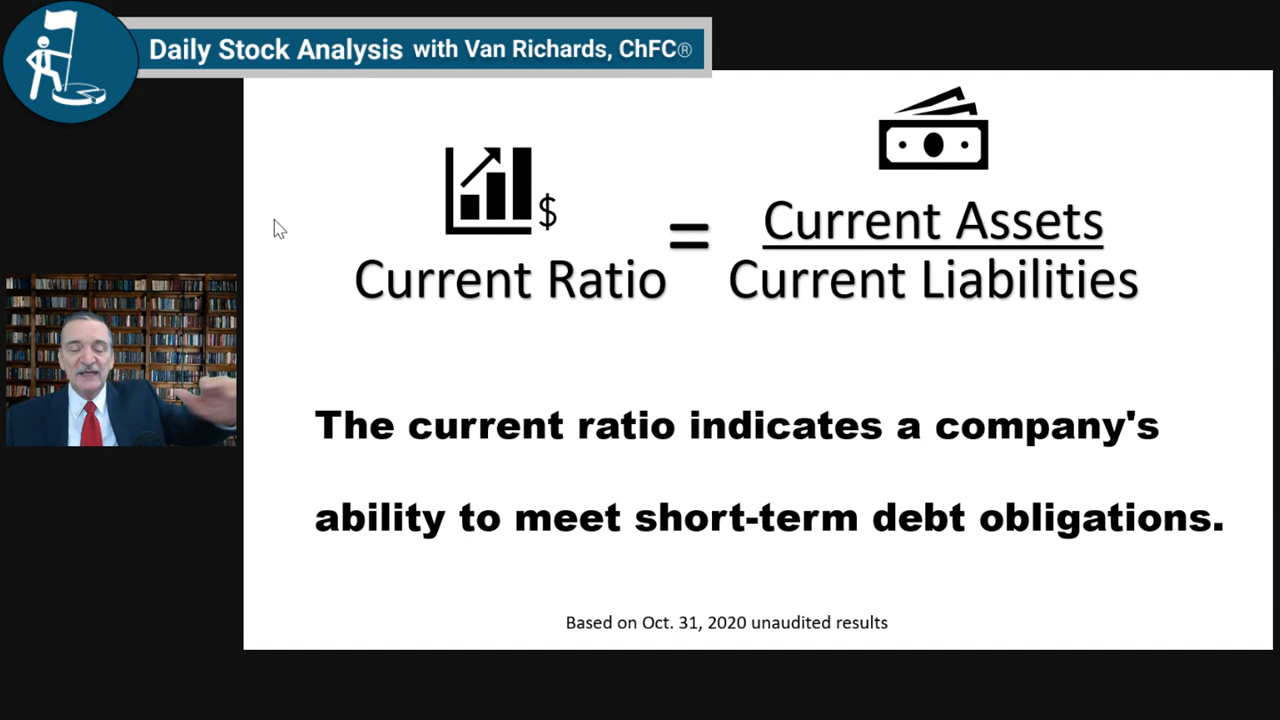 Daily Stock Analysis with Van Richards, ChFC®
$
Current Ratio
=
Current Assets
Current Liabilities
The current ratio indicates a company's
ability to meet short-term debt obligations.
Based on Oct. 31, 2020 unaudited results